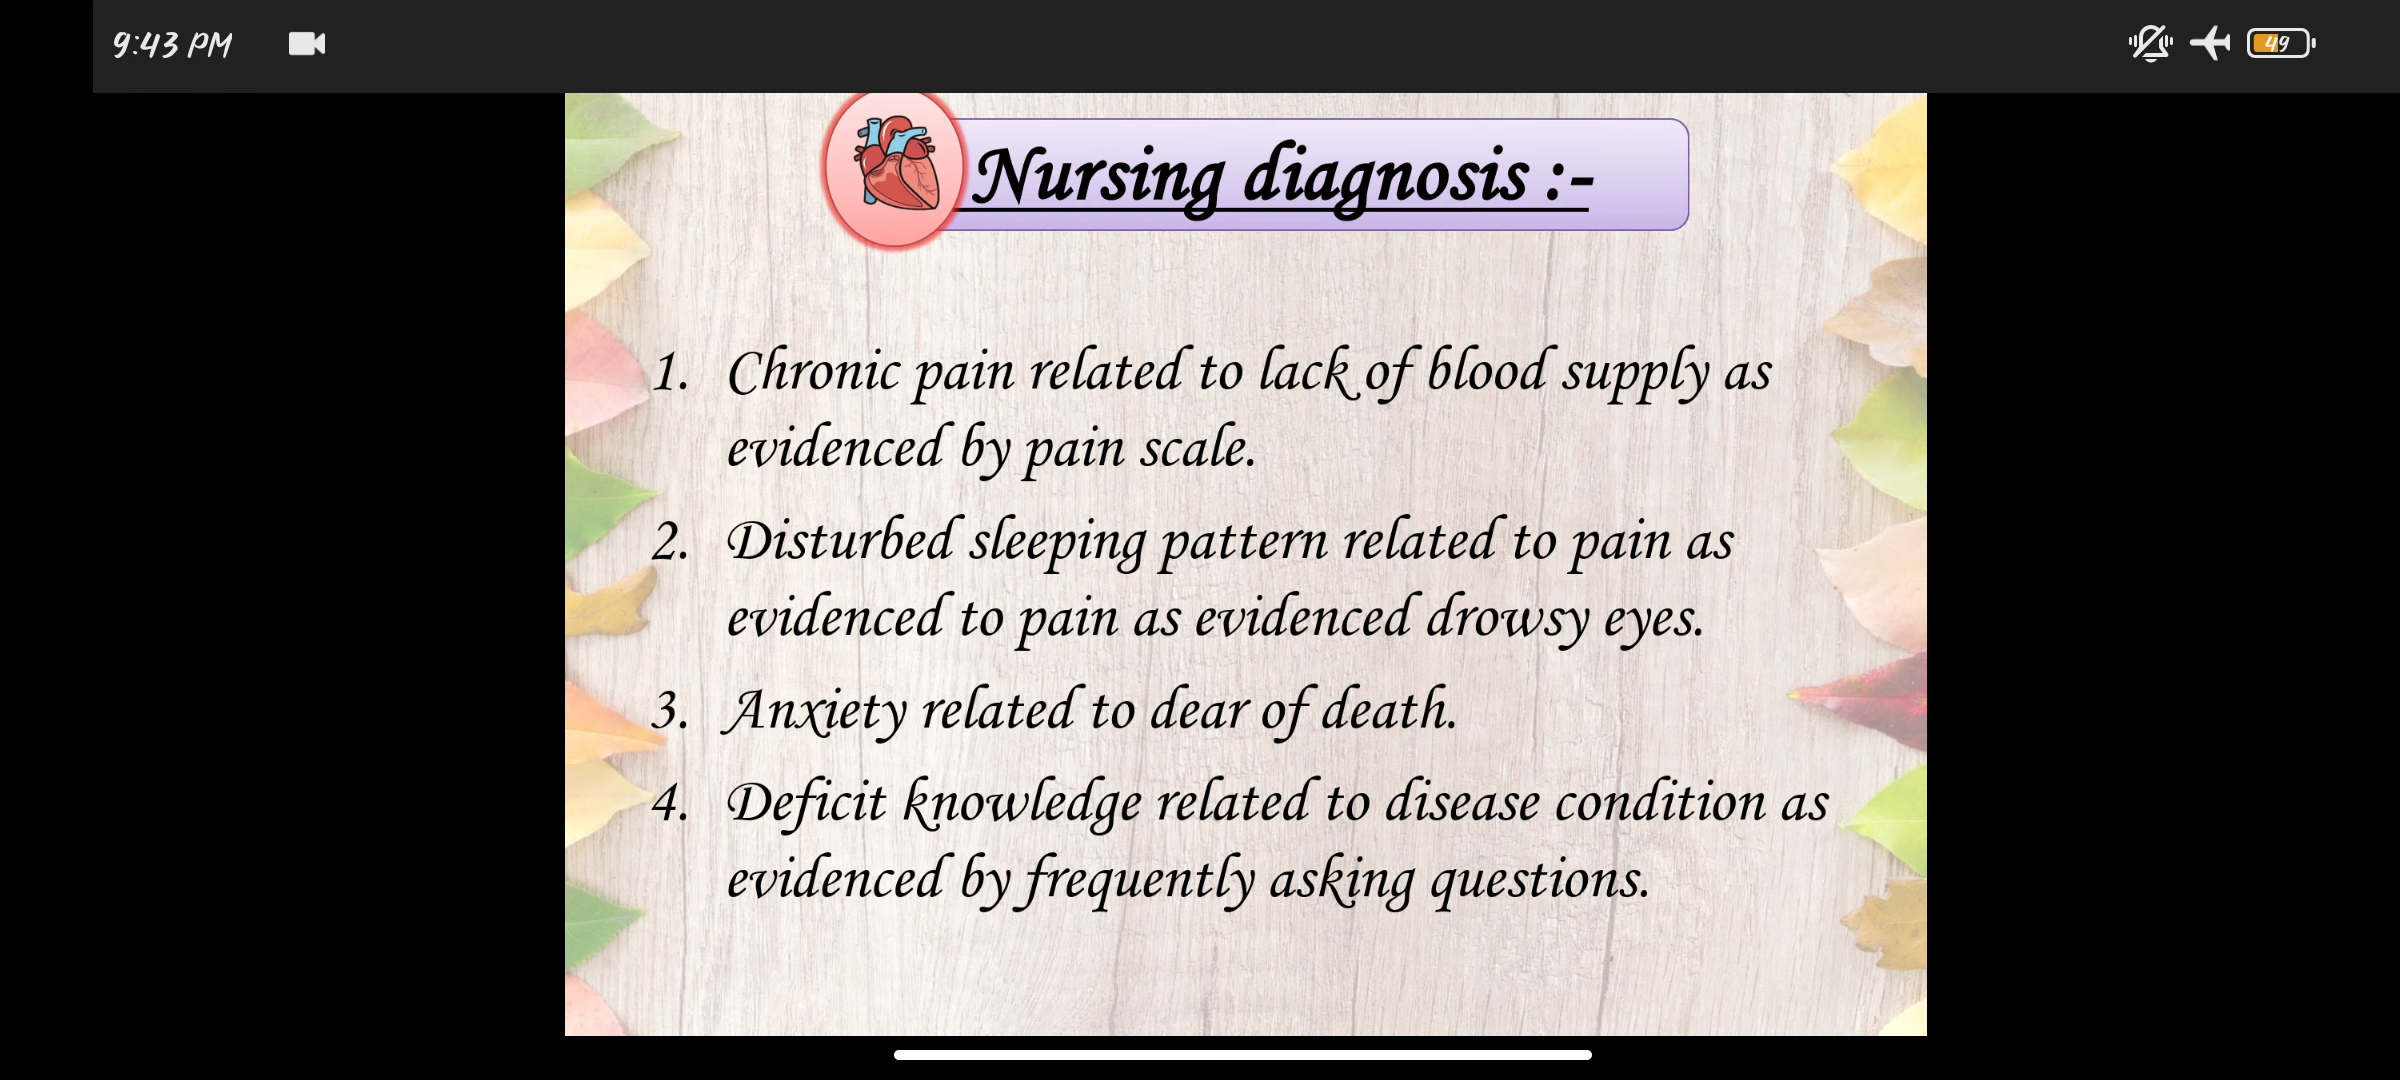 9:43 PM
49
Nursing diagnosis :-
1. Chronic pain related to lack of blood supply as
evidenced by pain scale.
2. Disturbed sleeping pattern related to pain as
evidenced to pain as evidenced drowsy eyes.
3. Anxiety related to dear of death.
4. Deficit knowledge related to disease condition as
evidenced by frequently asking questions.